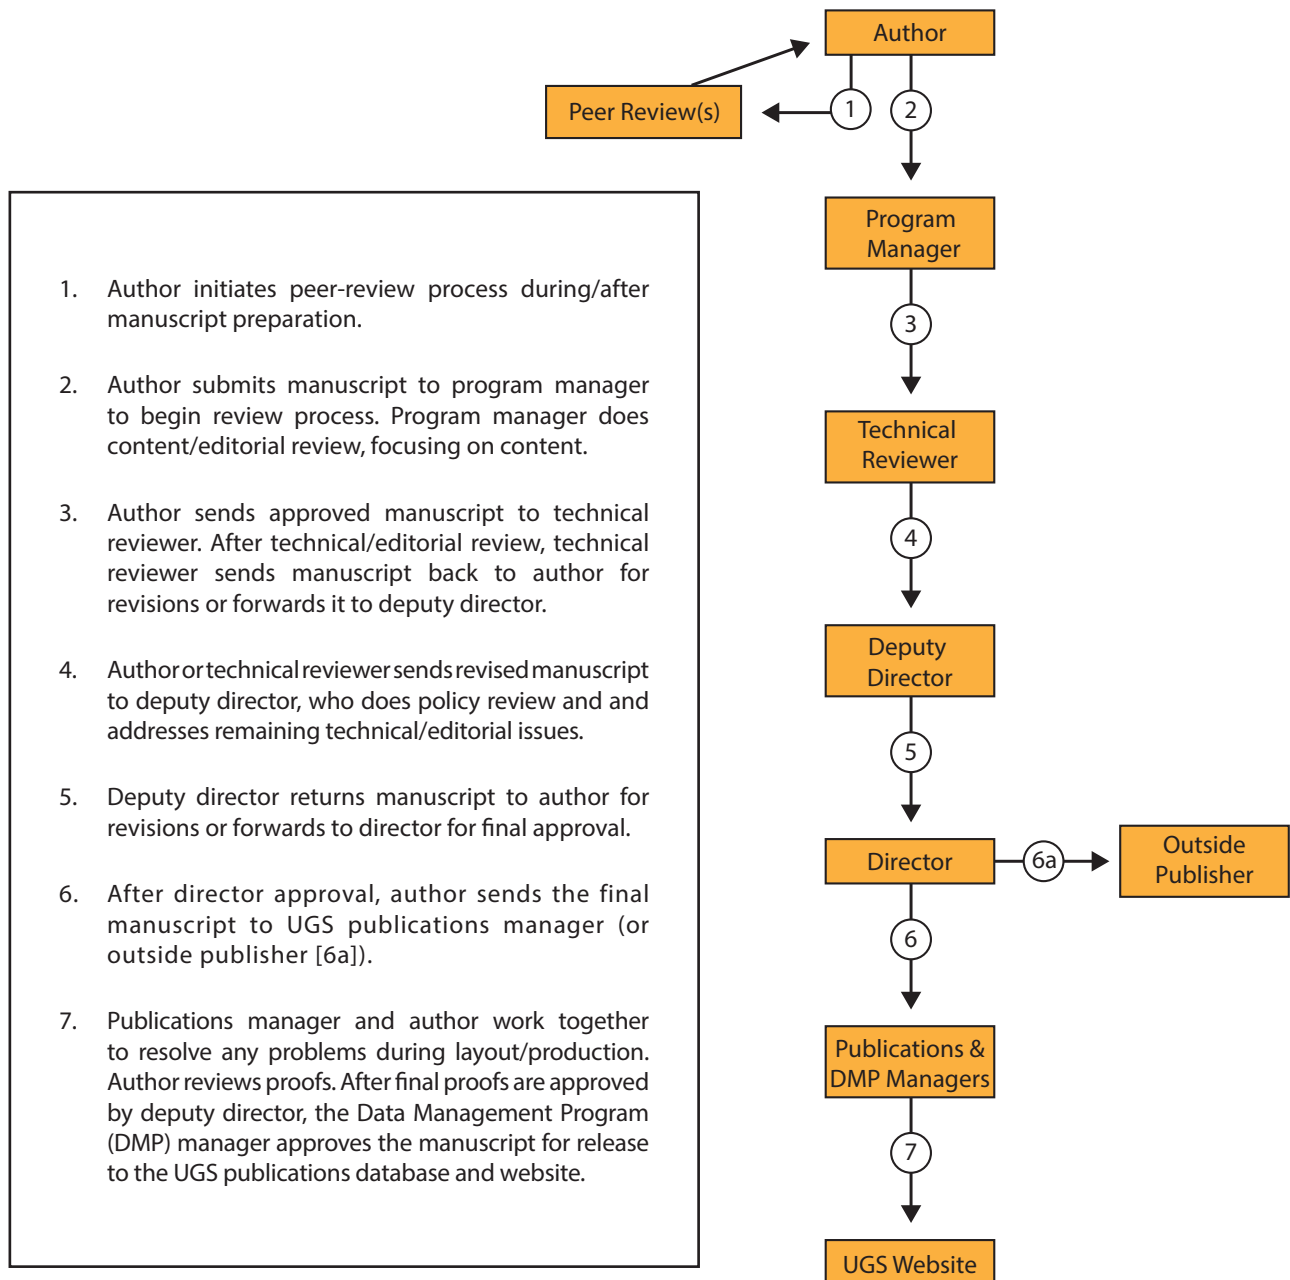 Author
Peer Review(s)
1
2
Program
Manager
3
Technical
Reviewer
4
Deputy
Director
5
Director
6a
Outside
Publisher
6
Publications &
DMP Managers
7
UGS Website
1. Author initiates peer-review process during/after
manuscript preparation.
2. Author submits manuscript to program manager
to begin review process. Program manager does
content/editorial review, focusing on content.
3. Author sends approved manuscript to technical
reviewer. After technical/editorial review, technical
reviewer sends manuscript back to author for
revisions or forwards it to deputy director.
4. Author or technical reviewer sends revised manuscript
to deputy director, who does policy review and and
addresses remaining technical/editorial issues.
5. Deputy director returns manuscript to author for
revisions or forwards to director for final approval.
6. After director approval, author sends the final
manuscript to UGS publications manager (or
outside publisher [6a]).
7. Publications manager and author work together
to resolve any problems during layout/production.
Author reviews proofs. After final proofs are approved
by deputy director, the Data Management Program
(DMP) manager approves the manuscript for release
to the UGS publications database and website.